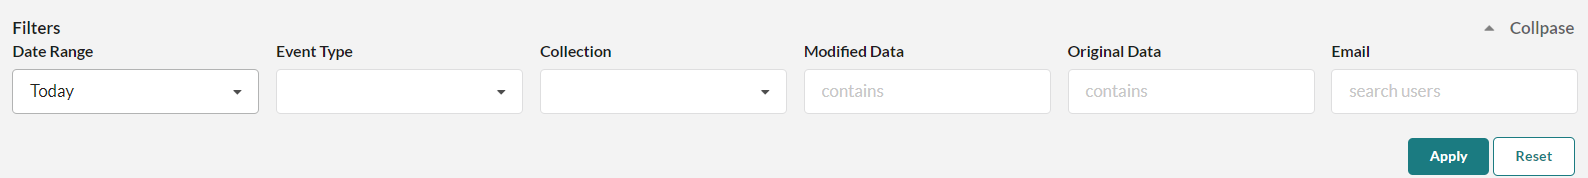 Filters
Collpase
Date Range Event Type Collection Modified Data Original Data Email
Today contains contains search users
Apply Reset